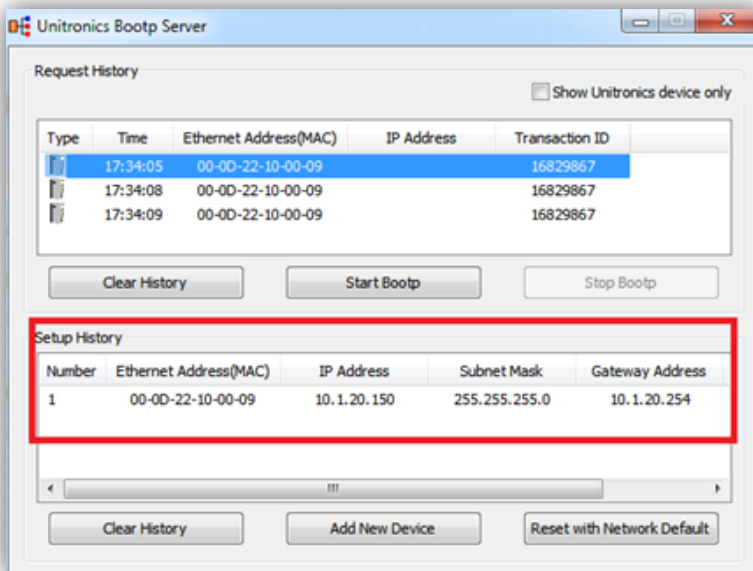 Unitronics Bootp Server
Request History
Show Unitronics device only
Type Time Ethernet Address(MAC) IP Address Transaction ID
17:34:05 00-0D-22-10-00-09 16829867
17:34:08 00-0D-22-10-00-09 16829867
17:34:09 00-0D-22-10-00-09 16829867
Clear History Start Bootp Stop Bootp
Setup History
Number Ethernet Address(MAC) IP Address Subnet Mask Gateway Address
1 00-0D-22-10-00-09 10.1.20.150 255.255.255.0 10.1.20.254
Clear History Add New Device Reset with Network Default